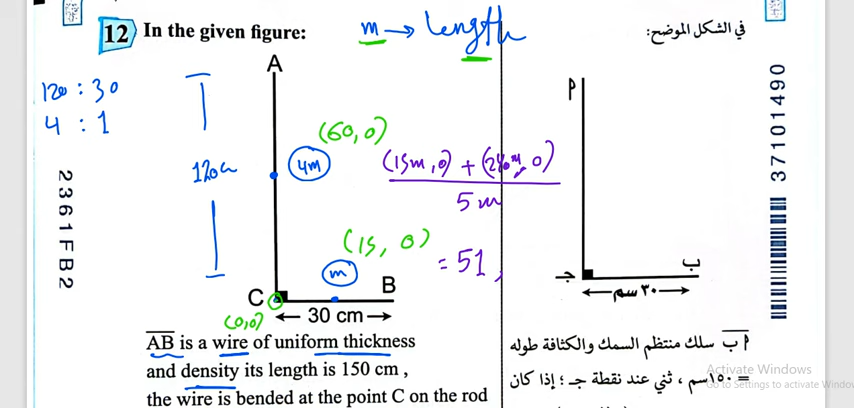 12 In the given figure:
m → length
في الشكل الموضح:
A
120 : 30
4 : 1
120
(60, 0)
4m
(15m, 0) + (240m, 0)
5m
= 51,
(15, 0)
m
C
B
(0,0)
30 cm
AB is a wire of uniform thickness
and density its length is 150 cm ,
the wire is bended at the point C on the rod
2361FB2
م
ب
جـ
٣٠ سم
م ب سلك منتظم السمك والكثافة طوله
= ١٥٠ سم ، ثني عند نقطة جـ ؛ إذا كان
37101490
Activate Windows
Go to Settings to activate Window